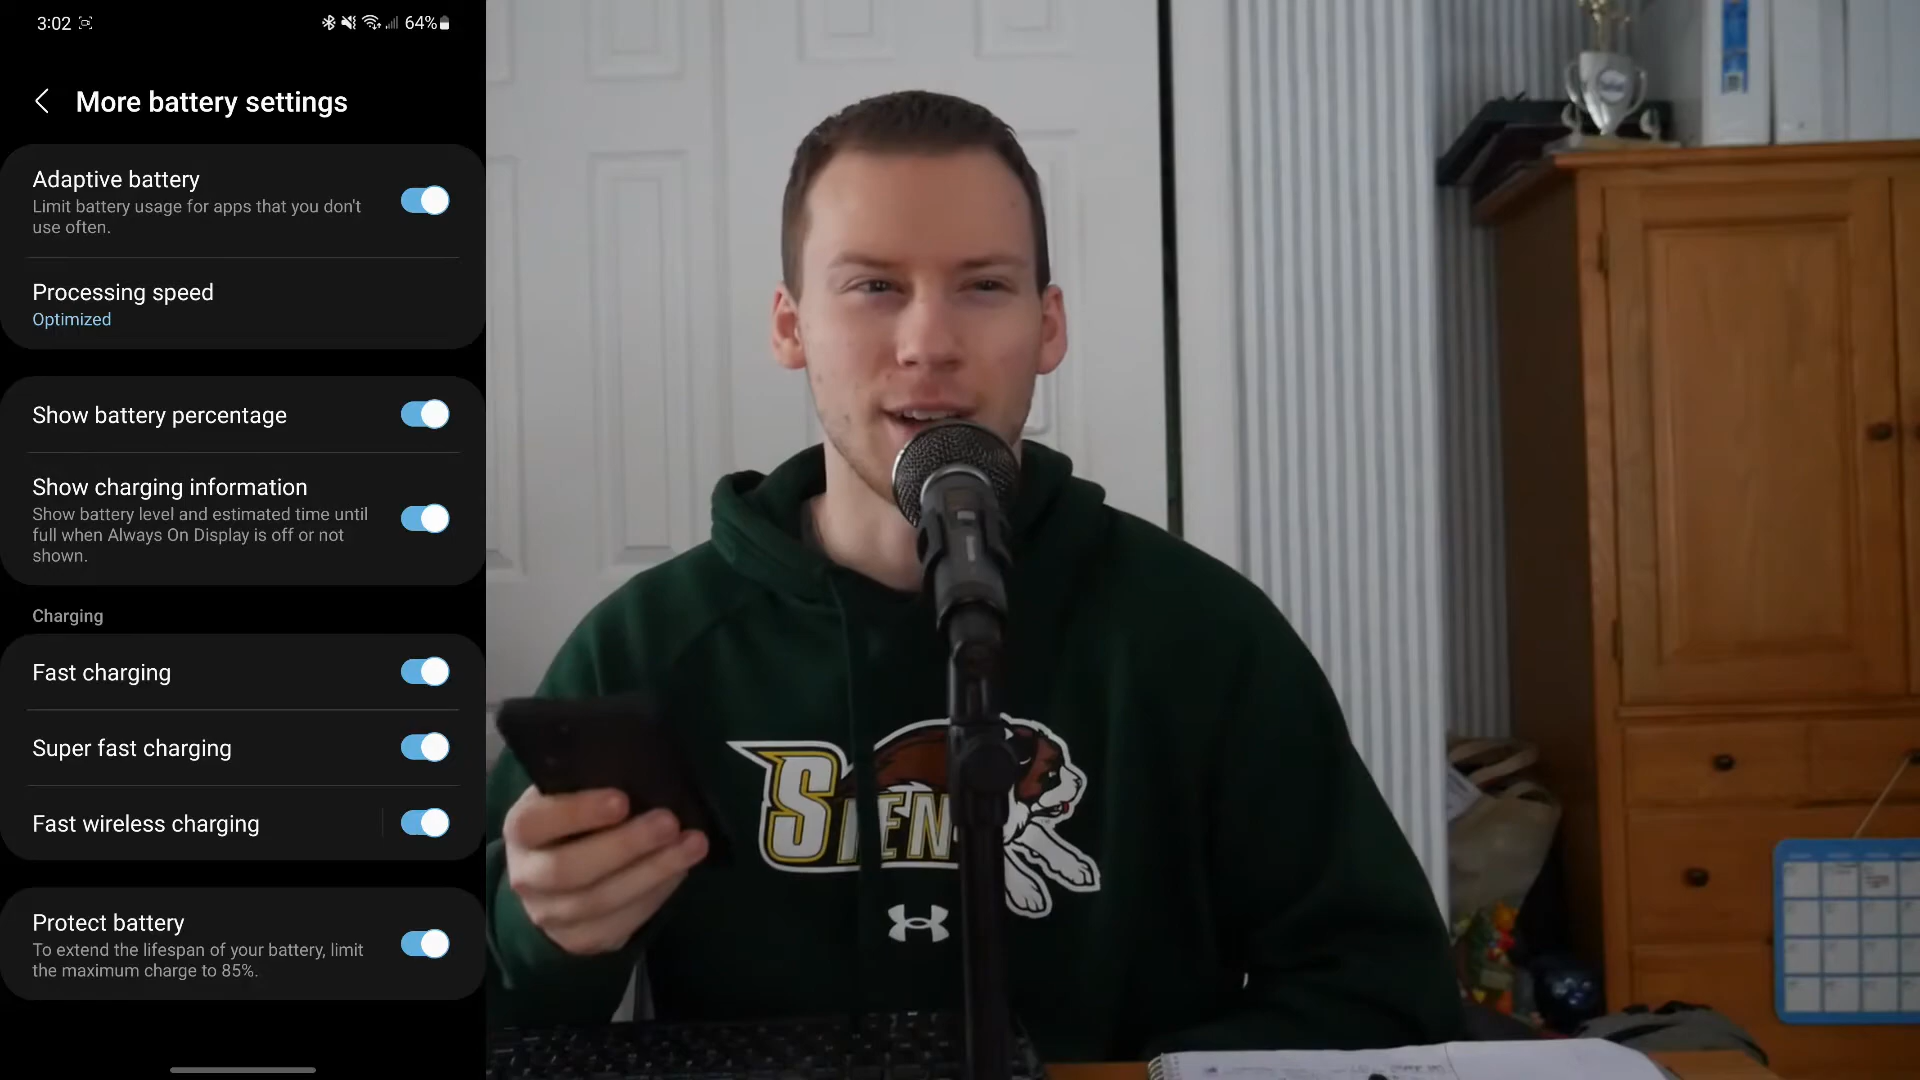 3:02
64%
More battery settings
Adaptive battery
Limit battery usage for apps that you don't
use often.
Processing speed
Optimized
Show battery percentage
Show charging information
Show battery level and estimated time until
full when Always On Display is off or not
shown.
Charging
Fast charging
Super fast charging
Fast wireless charging
Protect battery
To extend the lifespan of your battery, limit
the maximum charge to 85%.
SIEN